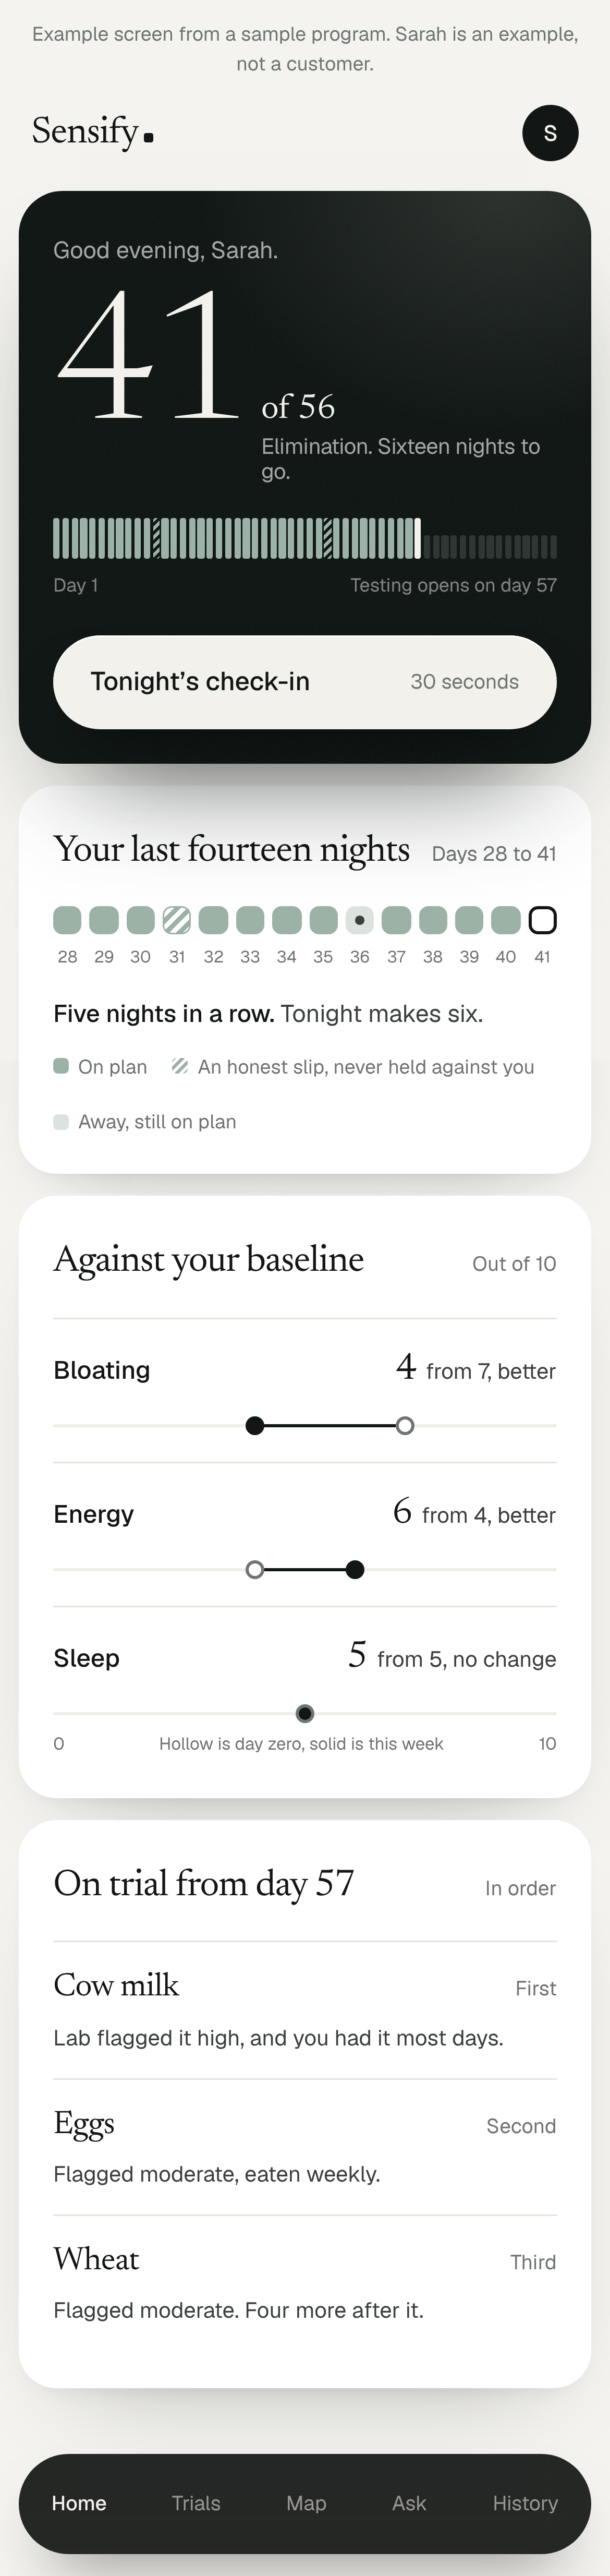 Example screen from a sample program. Sarah is an example,
not a customer.
Sensify
S
Good evening, Sarah.
41
of 56
Elimination. Sixteen nights to
go.
Day 1
Testing opens on day 57
Tonight’s check-in
30 seconds
Your last fourteen nights
Days 28 to 41
28 29 30 31 32 33 34 35 36 37 38 39 40 41
Five nights in a row. Tonight makes six.
On plan
An honest slip, never held against you
Away, still on plan
Against your baseline
Out of 10
Bloating
4 from 7, better
Energy
6 from 4, better
Sleep
5 from 5, no change
0
Hollow is day zero, solid is this week
10
On trial from day 57
In order
Cow milk
First
Lab flagged it high, and you had it most days.
Eggs
Second
Flagged moderate, eaten weekly.
Wheat
Third
Flagged moderate. Four more after it.
Home
Trials
Map
Ask
History